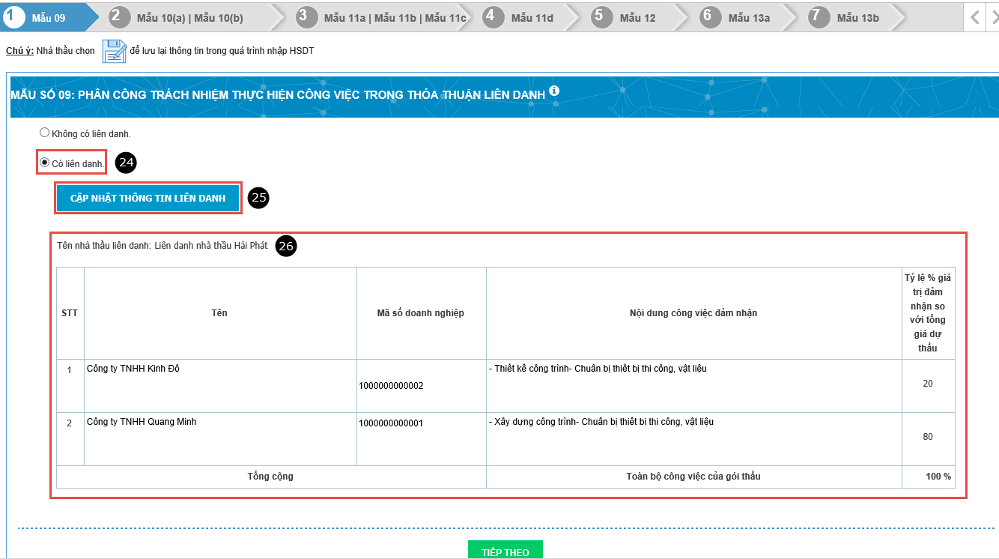 1 Mẫu 09 2 Mẫu 10(a) | Mẫu 10(b) 3 Mẫu 11a | Mẫu 11b | Mẫu 11c 4 Mẫu 11d 5 Mẫu 12 6 Mẫu 13a 7 Mẫu 13b
Chú ý: Nhà thầu chọn để lưu lại thông tin trong quá trình nhập HSDT
MẪU SỐ 09: PHÂN CÔNG TRÁCH NHIỆM THỰC HIỆN CÔNG VIỆC TRONG THỎA THUẬN LIÊN DANH
Không có liên danh.
Có liên danh. 24
CẬP NHẬT THÔNG TIN LIÊN DANH 25
Tên nhà thầu liên danh: Liên danh nhà thầu Hải Phát 26
STT Tên Mã số doanh nghiệp Nội dung công việc đảm nhận
Tỷ lệ % giá
trị đảm
nhận so
với tổng
giá dự
thầu
1 Công ty TNHH Kinh Đô 1000000000002 - Thiết kế công trình- Chuẩn bị thiết bị thi công, vật liệu 20
2 Công ty TNHH Quang Minh 1000000000001 - Xây dựng công trình- Chuẩn bị thiết bị thi công, vật liệu 80
Tổng cộng Toàn bộ công việc của gói thầu 100 %
TIẾP THEO